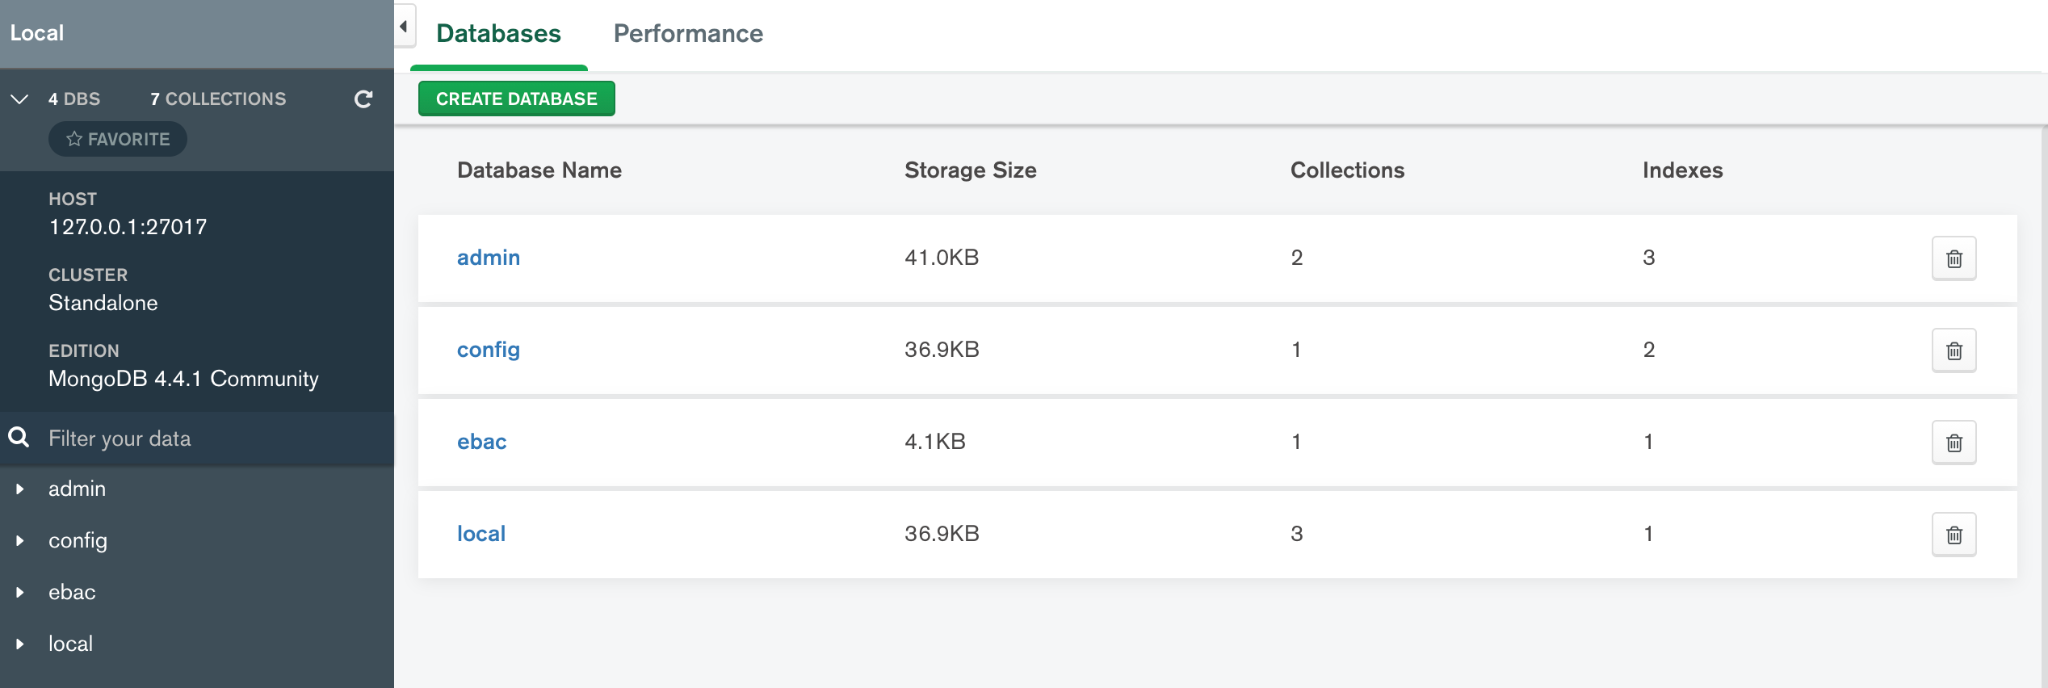 Local
4 DBS 7 COLLECTIONS
FAVORITE
HOST
127.0.0.1:27017
CLUSTER
Standalone
EDITION
MongoDB 4.4.1 Community
Filter your data
admin
config
ebac
local
Databases Performance
CREATE DATABASE
Database Name Storage Size Collections Indexes
admin 41.0KB 2 3
config 36.9KB 1 2
ebac 4.1KB 1 1
local 36.9KB 3 1